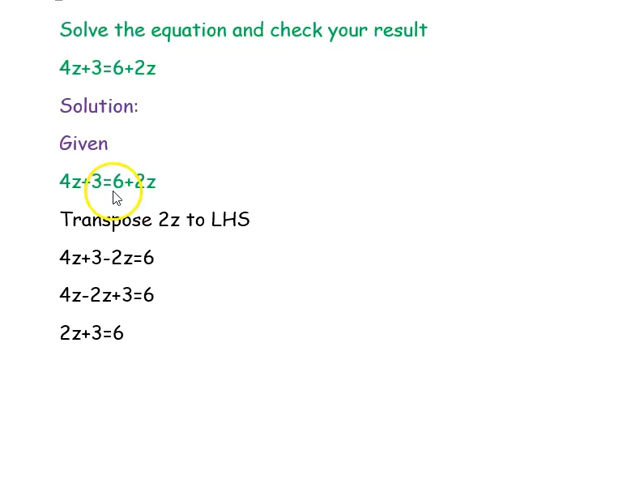 Solve the equation and check your result
4z+3=6+2z
Solution:
Given
4z+3=6+2z
Transpose 2z to LHS
4z+3-2z=6
4z-2z+3=6
2z+3=6